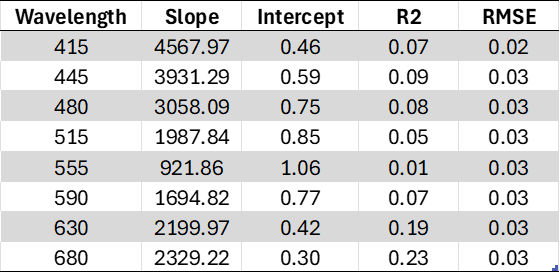 Wavelength Slope Intercept R2 RMSE
415 4567.97 0.46 0.07 0.02
445 3931.29 0.59 0.09 0.03
480 3058.09 0.75 0.08 0.03
515 1987.84 0.85 0.05 0.03
555 921.86 1.06 0.01 0.03
590 1694.82 0.77 0.07 0.03
630 2199.97 0.42 0.19 0.03
680 2329.22 0.30 0.23 0.03